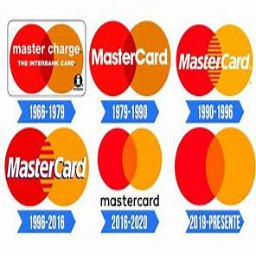 master charge
THE INTERBANK CARD
i
1966-1979
MasterCard
1979-1990
MasterCard
1990-1996
MasterCard
1996-2016
mastercard
2016-2020
2019-PRESENTE